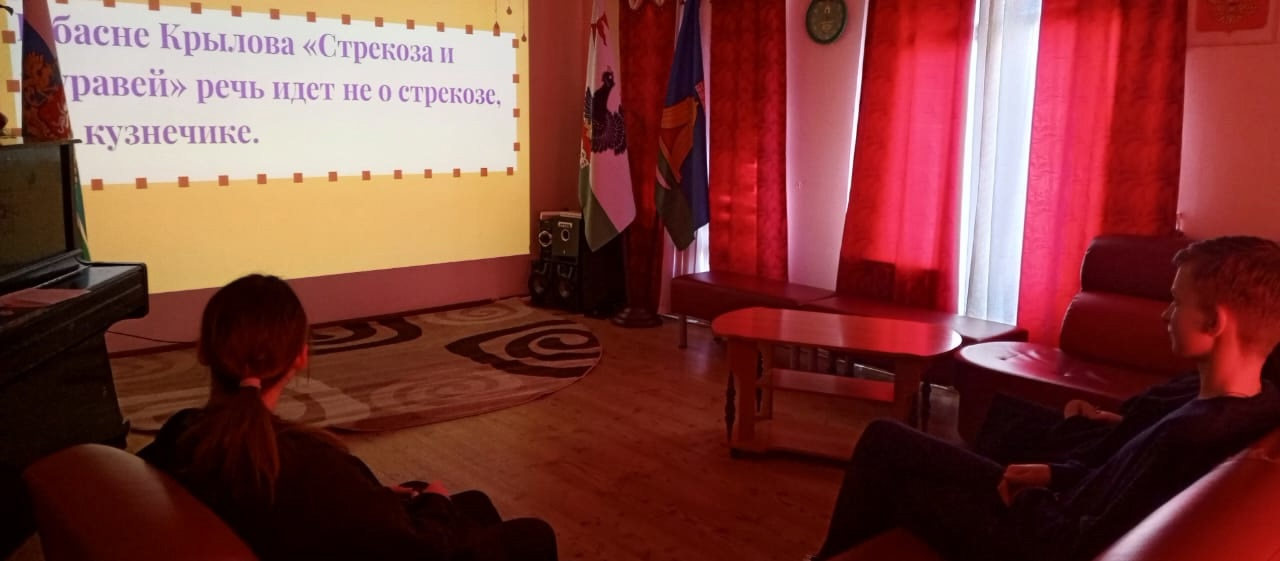 басне Крылова «Стрекоза и
равей» речь идет не о стрекозе,
кузнечике.